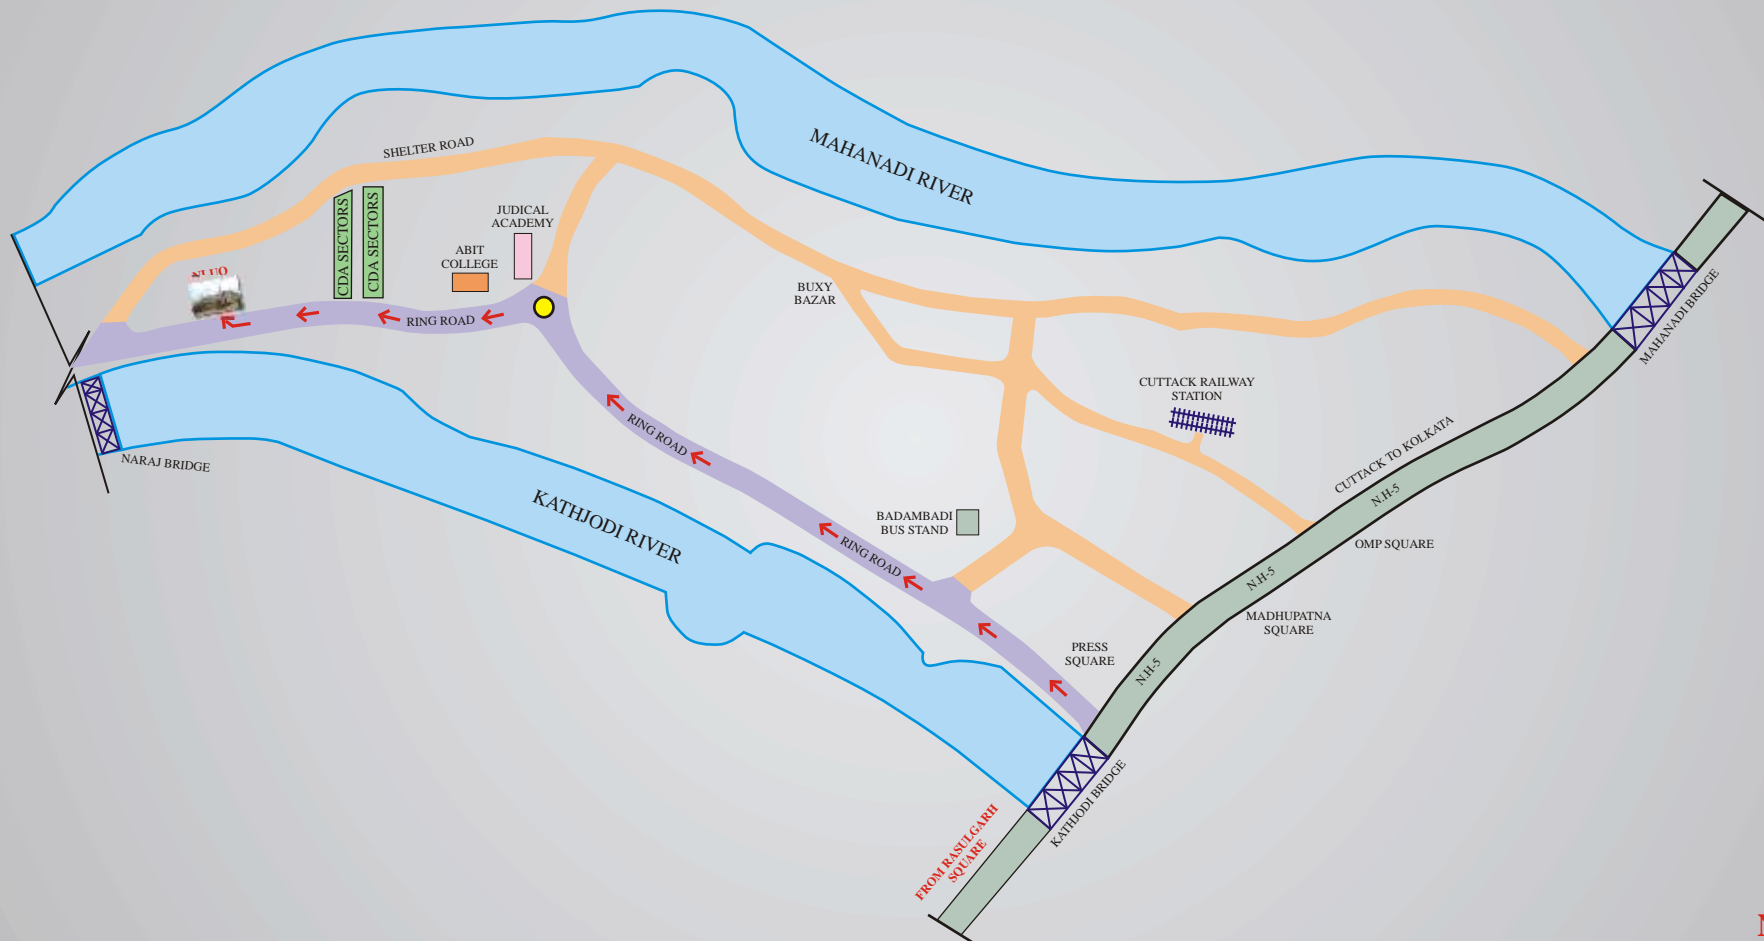 SHELTER ROAD
MAHANADI RIVER
CDA SECTORS
CDA SECTORS
JUDICAL
ACADEMY
ABIT
COLLEGE
NLUO
RING ROAD
BUXY
BAZAR
MAHANADI BRIDGE
CUTTACK RAILWAY
STATION
NARAJ BRIDGE
RING ROAD
KATHJODI RIVER
CUTTACK TO KOLKATA
N.H-5
BADAMBADI
BUS STAND
RING ROAD
OMP SQUARE
N.H-5
MADHUPATNA
SQUARE
PRESS
SQUARE
N.H-5
KATHJODI BRIDGE
FROM RASULGARH
SQUARE